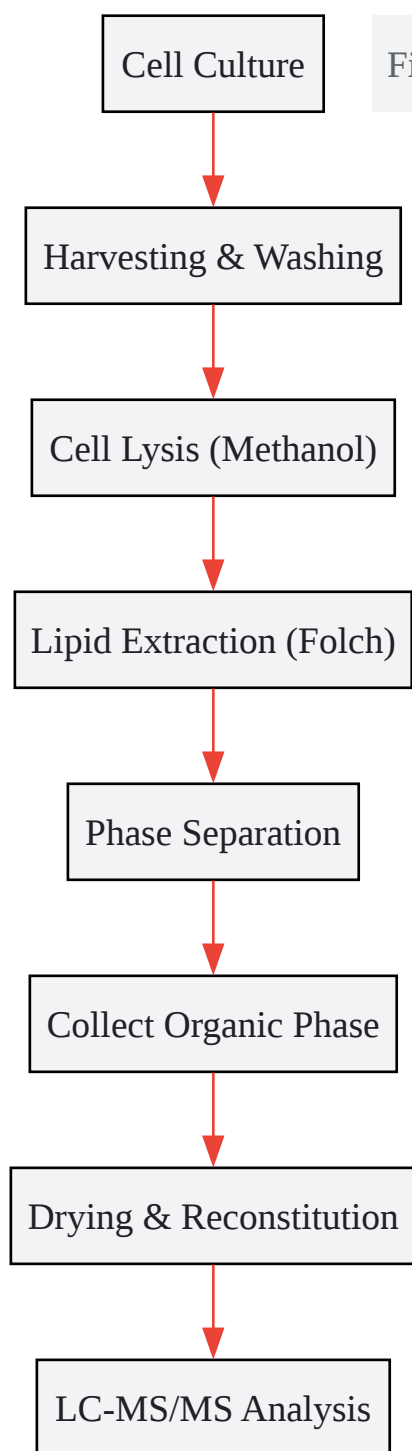 Cell Culture
Harvesting & Washing
Cell Lysis (Methanol)
Lipid Extraction (Folch)
Phase Separation
Collect Organic Phase
Drying & Reconstitution
LC-MS/MS Analysis